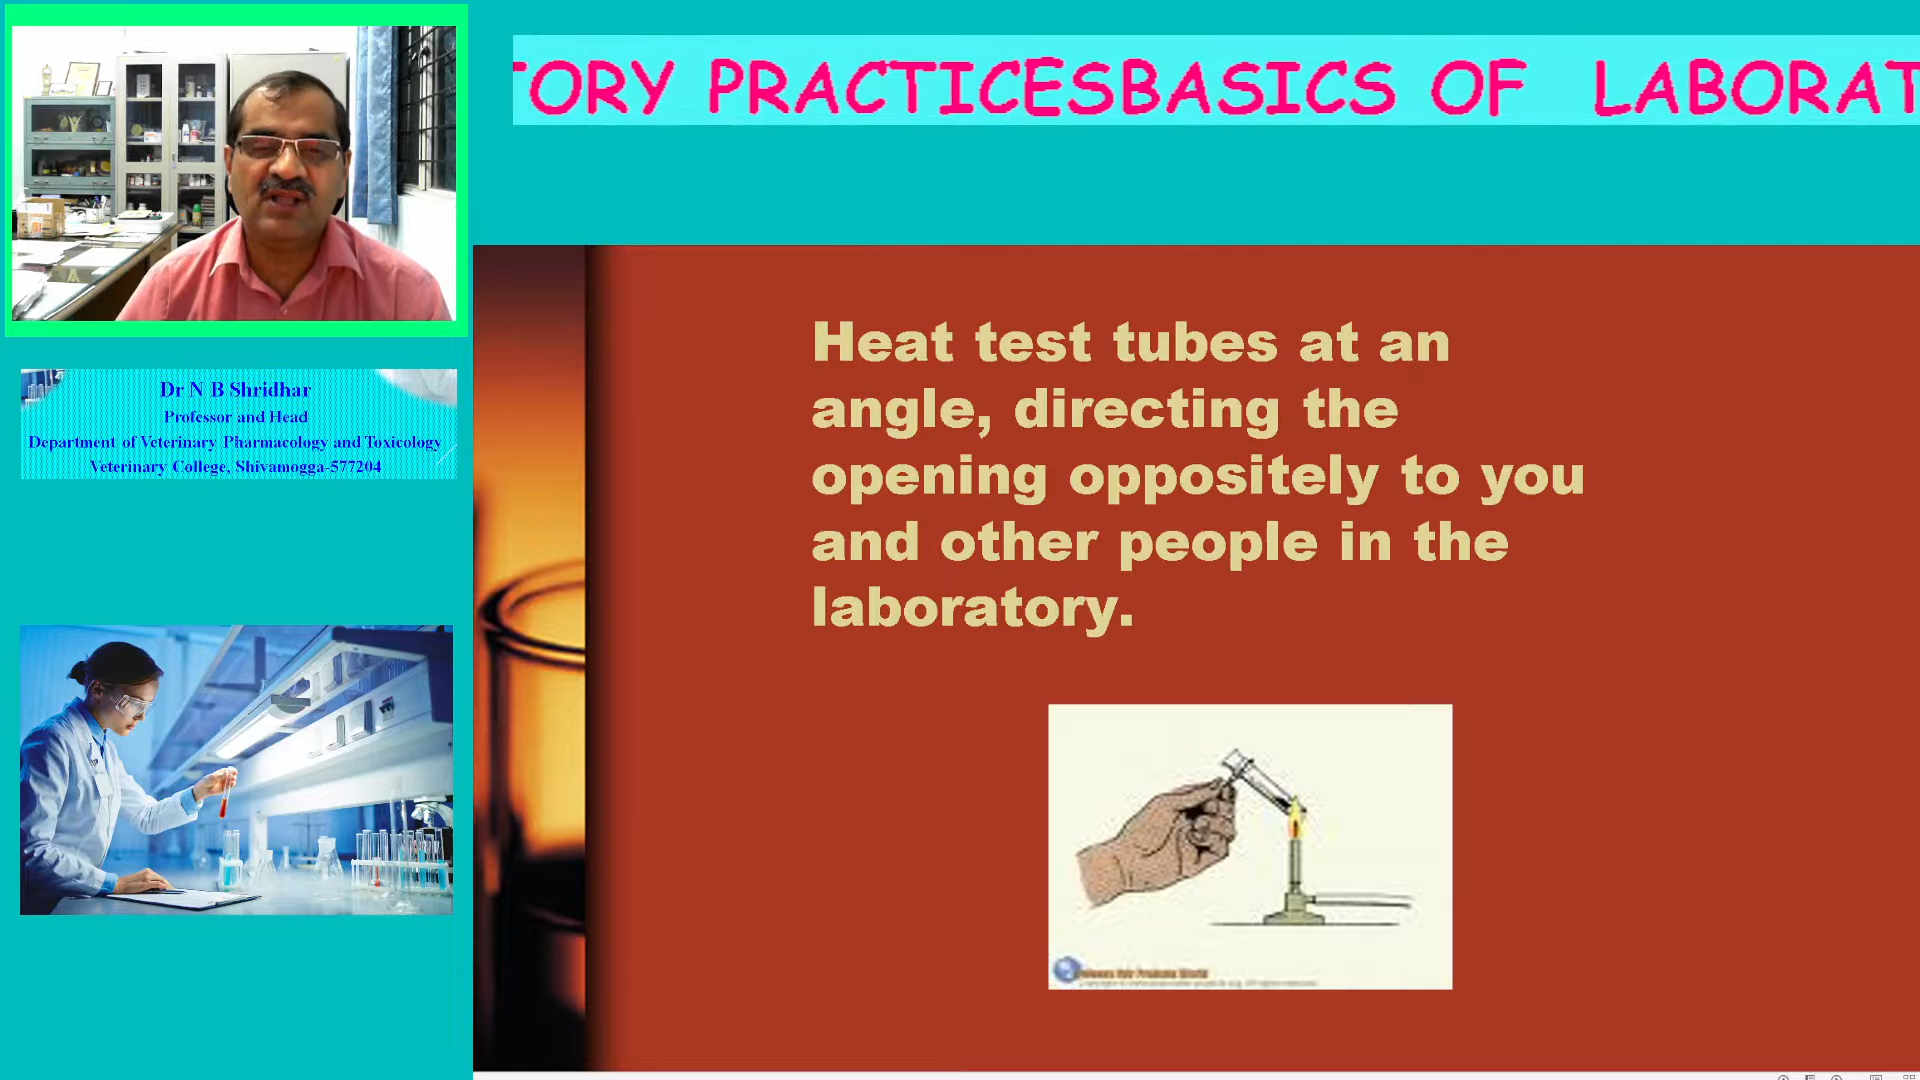 TORY PRACTICESBASICS OF LABORAT
Dr N B Shridhar
Professor and Head
Department of Veterinary Pharmacology and Toxicology
Veterinary College, Shivamogga-577204
Heat test tubes at an
angle, directing the
opening oppositely to you
and other people in the
laboratory.